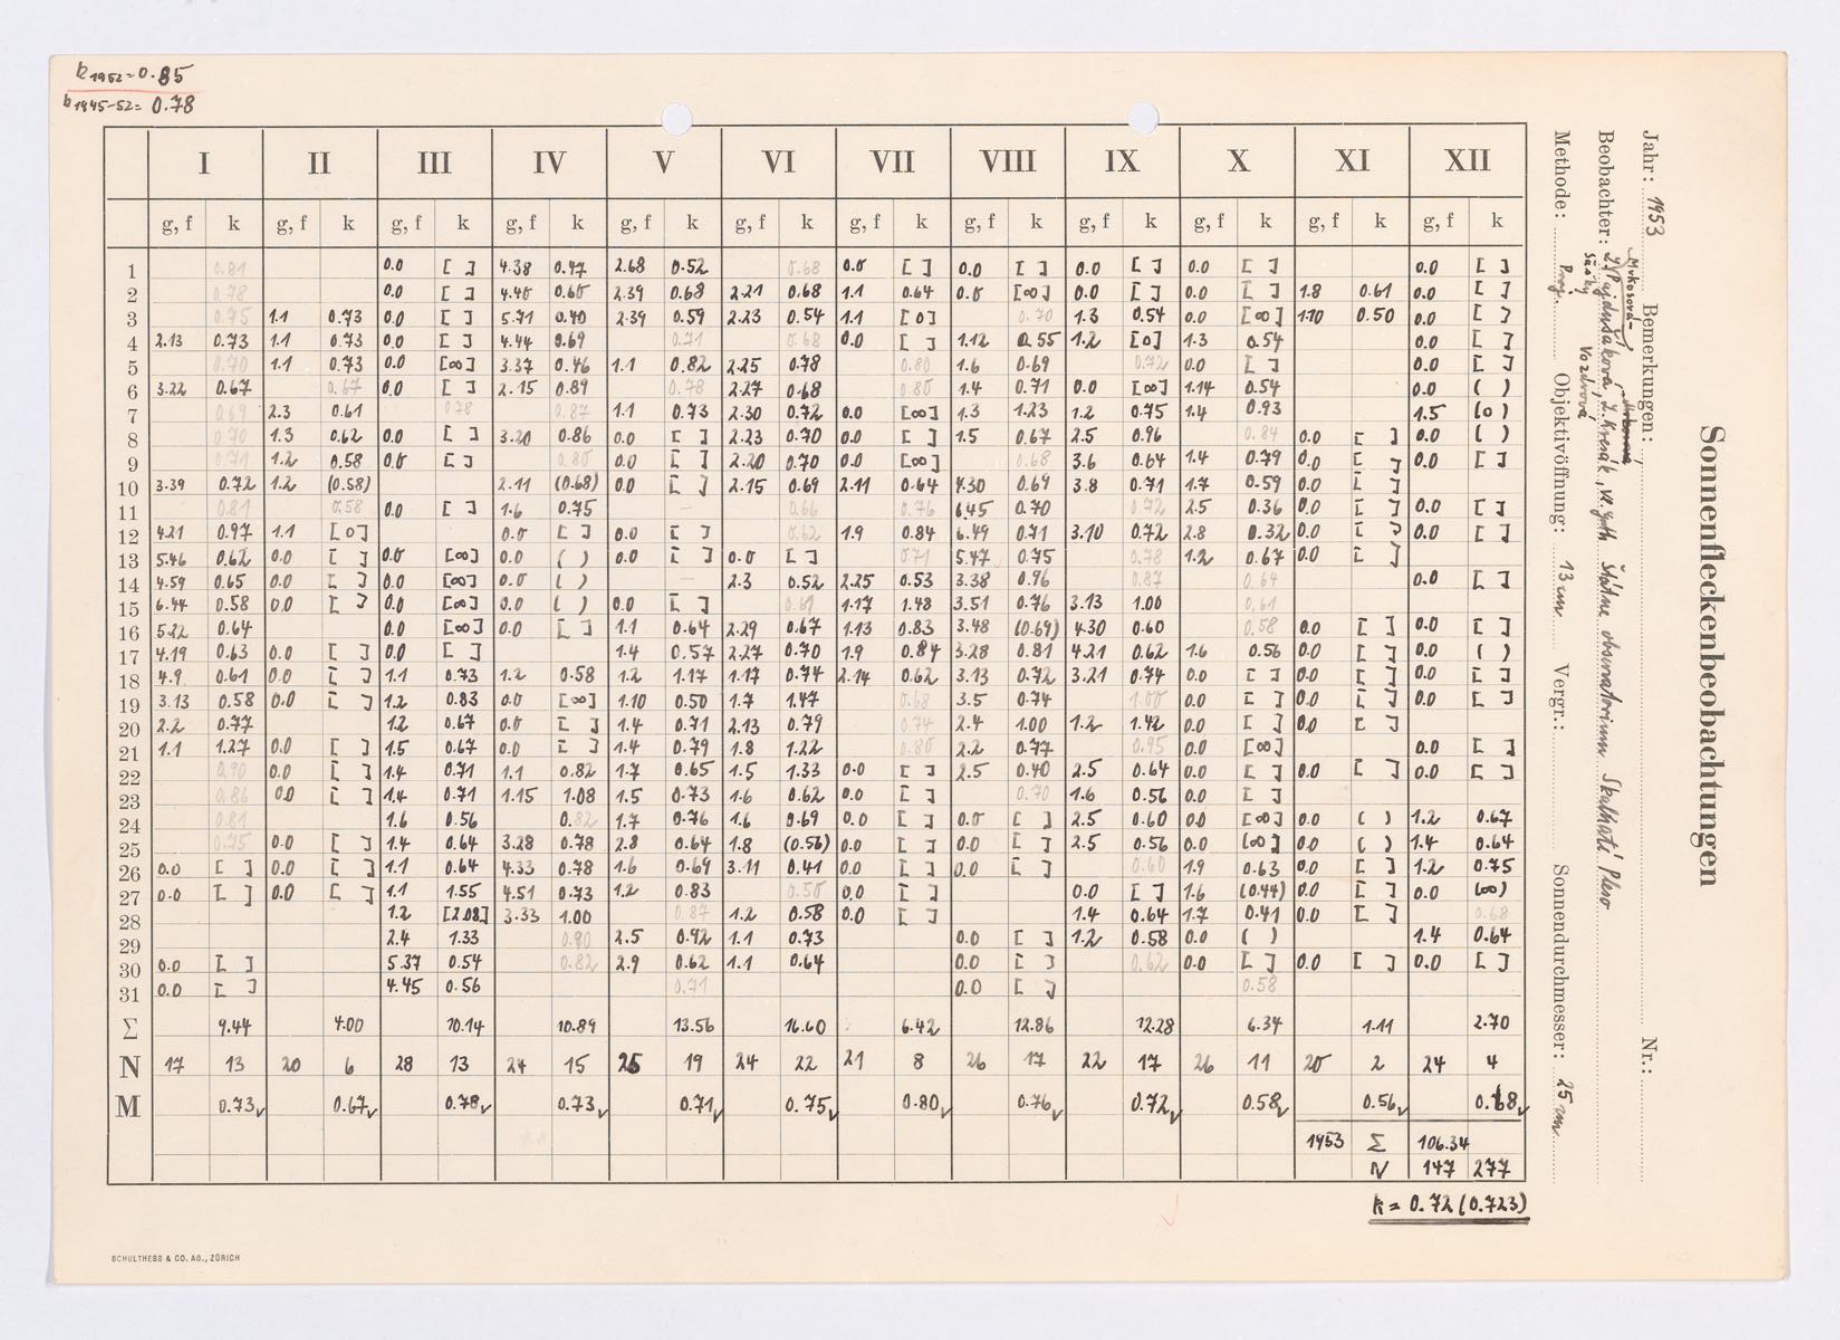 k 1952 = 0.85
k 1945-52 = 0.78
Sonnenfleckenbeobachtungen
Jahr: 1953 Bemerkungen: Nr.:
Beobachter: Štátne observatorium Skalnaté Pleso
Methode: Proj. Objektivöffnung: 13 cm Vergr.: Sonnendurchmesser: 25 cm
I II III IV V VI VII VIII IX X XI XII
g, f k g, f k g, f k g, f k g, f k g, f k g, f k g, f k g, f k g, f k g, f k g, f k
1 0.81 0.0 [ ] 4.38 0.47 2.68 0.52 0.68 0.0 [ ] 0.0 [ ] 0.0 [ ] 0.0 [ ] 0.0 [ ]
2 0.78 0.0 [ ] 4.40 0.60 2.39 0.68 2.21 0.68 1.1 0.64 0.0 [∞] 0.0 [ ] 0.0 [ ] 1.8 0.61 0.0 [ ]
3 0.75 1.1 0.73 0.0 [ ] 5.71 0.40 2.39 0.59 2.23 0.54 1.1 [0] 0.70 1.3 0.54 0.0 [∞] 1.10 0.50 0.0 [ ]
4 2.13 0.73 1.1 0.73 0.0 [ ] 4.44 0.69 0.71 0.68 0.0 [ ] 1.12 0.55 1.2 [0] 1.3 0.54 0.0 [ ]
5 0.70 1.1 0.73 0.0 [∞] 3.37 0.46 1.1 0.82 2.25 0.78 0.80 1.6 0.69 0.72 0.0 [ ] 0.0 [ ]
6 3.22 0.67 0.67 0.0 [ ] 2.15 0.89 0.78 2.27 0.68 0.80 1.4 0.71 0.0 [∞] 1.14 0.54 0.0 ( )
7 0.69 2.3 0.61 0.78 0.87 1.1 0.73 2.30 0.72 0.0 [∞] 1.3 1.23 1.2 0.75 1.4 0.93 1.5 (0)
8 0.70 1.3 0.62 0.0 [ ] 3.20 0.86 0.0 [ ] 2.23 0.70 0.0 [ ] 1.5 0.67 2.5 0.96 0.84 0.0 [ ] 0.0 ( )
9 0.71 1.2 0.58 0.0 [ ] 0.80 0.0 [ ] 2.20 0.70 0.0 [∞] 0.68 3.6 0.64 1.4 0.79 0.0 [ ] 0.0 [ ]
10 3.39 0.72 1.2 (0.58) 2.11 (0.68) 0.0 [ ] 2.15 0.69 2.11 0.64 4.30 0.69 3.8 0.71 1.7 0.59 0.0 [ ]
11 0.81 0.58 0.0 [ ] 1.6 0.75 – 0.66 0.76 6.45 0.70 0.72 2.5 0.36 0.0 [ ] 0.0 [ ]
12 4.21 0.97 1.1 [0] 0.0 [ ] 0.0 [ ] 0.62 1.9 0.84 6.49 0.71 3.10 0.72 2.8 0.32 0.0 [ ] 0.0 [ ]
13 5.46 0.62 0.0 [ ] 0.0 [∞] 0.0 ( ) 0.0 [ ] 0.0 [ ] 0.71 5.47 0.75 0.78 1.2 0.67 0.0 [ ]
14 4.59 0.65 0.0 [ ] 0.0 [∞] 0.0 ( ) – 2.3 0.52 2.25 0.53 3.38 0.96 0.87 0.64 0.0 [ ]
15 6.44 0.58 0.0 [ ] 0.0 [∞] 0.0 ( ) 0.0 [ ] 0.61 1.17 1.48 3.51 0.76 3.13 1.00 0.61
16 5.22 0.64 0.0 [∞] 0.0 [ ] 1.1 0.64 2.29 0.67 1.13 0.83 3.48 (0.69) 4.30 0.60 0.58 0.0 [ ] 0.0 [ ]
17 4.19 0.63 0.0 [ ] 0.0 [ ] 1.4 0.57 2.27 0.70 1.9 0.84 3.28 0.81 4.21 0.62 1.6 0.56 0.0 [ ] 0.0 ( )
18 4.9 0.61 0.0 [ ] 1.1 0.73 1.2 0.58 1.2 1.17 1.17 0.74 2.14 0.62 3.13 0.72 3.21 0.74 0.0 [ ] 0.0 [ ] 0.0 [ ]
19 3.13 0.58 0.0 [ ] 1.2 0.83 0.0 [∞] 1.10 0.50 1.7 1.47 0.68 3.5 0.74 1.00 0.0 [ ] 0.0 [ ] 0.0 [ ]
20 2.2 0.77 1.2 0.67 0.0 [ ] 1.4 0.71 2.13 0.79 0.74 2.4 1.00 1.2 1.42 0.0 [ ] 0.0 [ ]
21 1.1 1.27 0.0 [ ] 1.5 0.67 0.0 [ ] 1.4 0.79 1.8 1.22 0.80 2.2 0.77 0.95 0.0 [∞] 0.0 [ ]
22 0.90 0.0 [ ] 1.4 0.71 1.1 0.82 1.7 0.65 1.5 1.33 0.0 [ ] 2.5 0.40 2.5 0.64 0.0 [ ] 0.0 [ ] 0.0 [ ]
23 0.86 0.0 [ ] 1.4 0.71 1.15 1.08 1.5 0.73 1.6 0.62 0.0 [ ] 0.70 1.6 0.56 0.0 [ ]
24 0.81 1.6 0.56 0.82 1.7 0.76 1.6 0.69 0.0 [ ] 0.0 [ ] 2.5 0.60 0.0 [∞] 0.0 ( ) 1.2 0.67
25 0.75 0.0 [ ] 1.4 0.64 3.28 0.78 2.8 0.64 1.8 (0.56) 0.0 [ ] 0.0 [ ] 2.5 0.56 0.0 [∞] 0.0 ( ) 1.4 0.64
26 0.0 [ ] 0.0 [ ] 1.1 0.64 4.33 0.78 1.6 0.69 3.11 0.41 0.0 [ ] 0.0 [ ] 0.60 1.9 0.63 0.0 [ ] 1.2 0.75
27 0.0 [ ] 0.0 [ ] 1.1 1.55 4.51 0.73 1.2 0.83 0.50 0.0 [ ] 0.0 [ ] 1.6 (0.44) 0.0 [ ] 0.0 (∞)
28 1.2 [2.08] 3.33 1.00 0.87 1.2 0.58 0.0 [ ] 1.4 0.64 1.7 0.41 0.0 [ ] 0.68
29 2.4 1.33 0.80 2.5 0.92 1.1 0.73 0.0 [ ] 1.2 0.58 0.0 ( ) 1.4 0.64
30 0.0 [ ] 5.37 0.54 0.82 2.9 0.62 1.1 0.64 0.0 [ ] 0.62 0.0 [ ] 0.0 [ ] 0.0 [ ]
31 0.0 [ ] 4.45 0.56 0.71 0.0 [ ] 0.58
Σ 9.44 4.00 10.14 10.89 13.56 16.60 6.42 12.86 12.28 6.34 1.11 2.70
N 17 13 20 6 28 13 24 15 25 19 24 22 21 8 26 17 22 17 26 11 20 2 24 4
M 0.73 0.67 0.78 0.73 0.71 0.75 0.80 0.76 0.72 0.58 0.56 0.68
1953 Σ 106.34
N 147 277
k = 0.72 (0.723)
SCHULTHESS & CO. AG., ZÜRICH